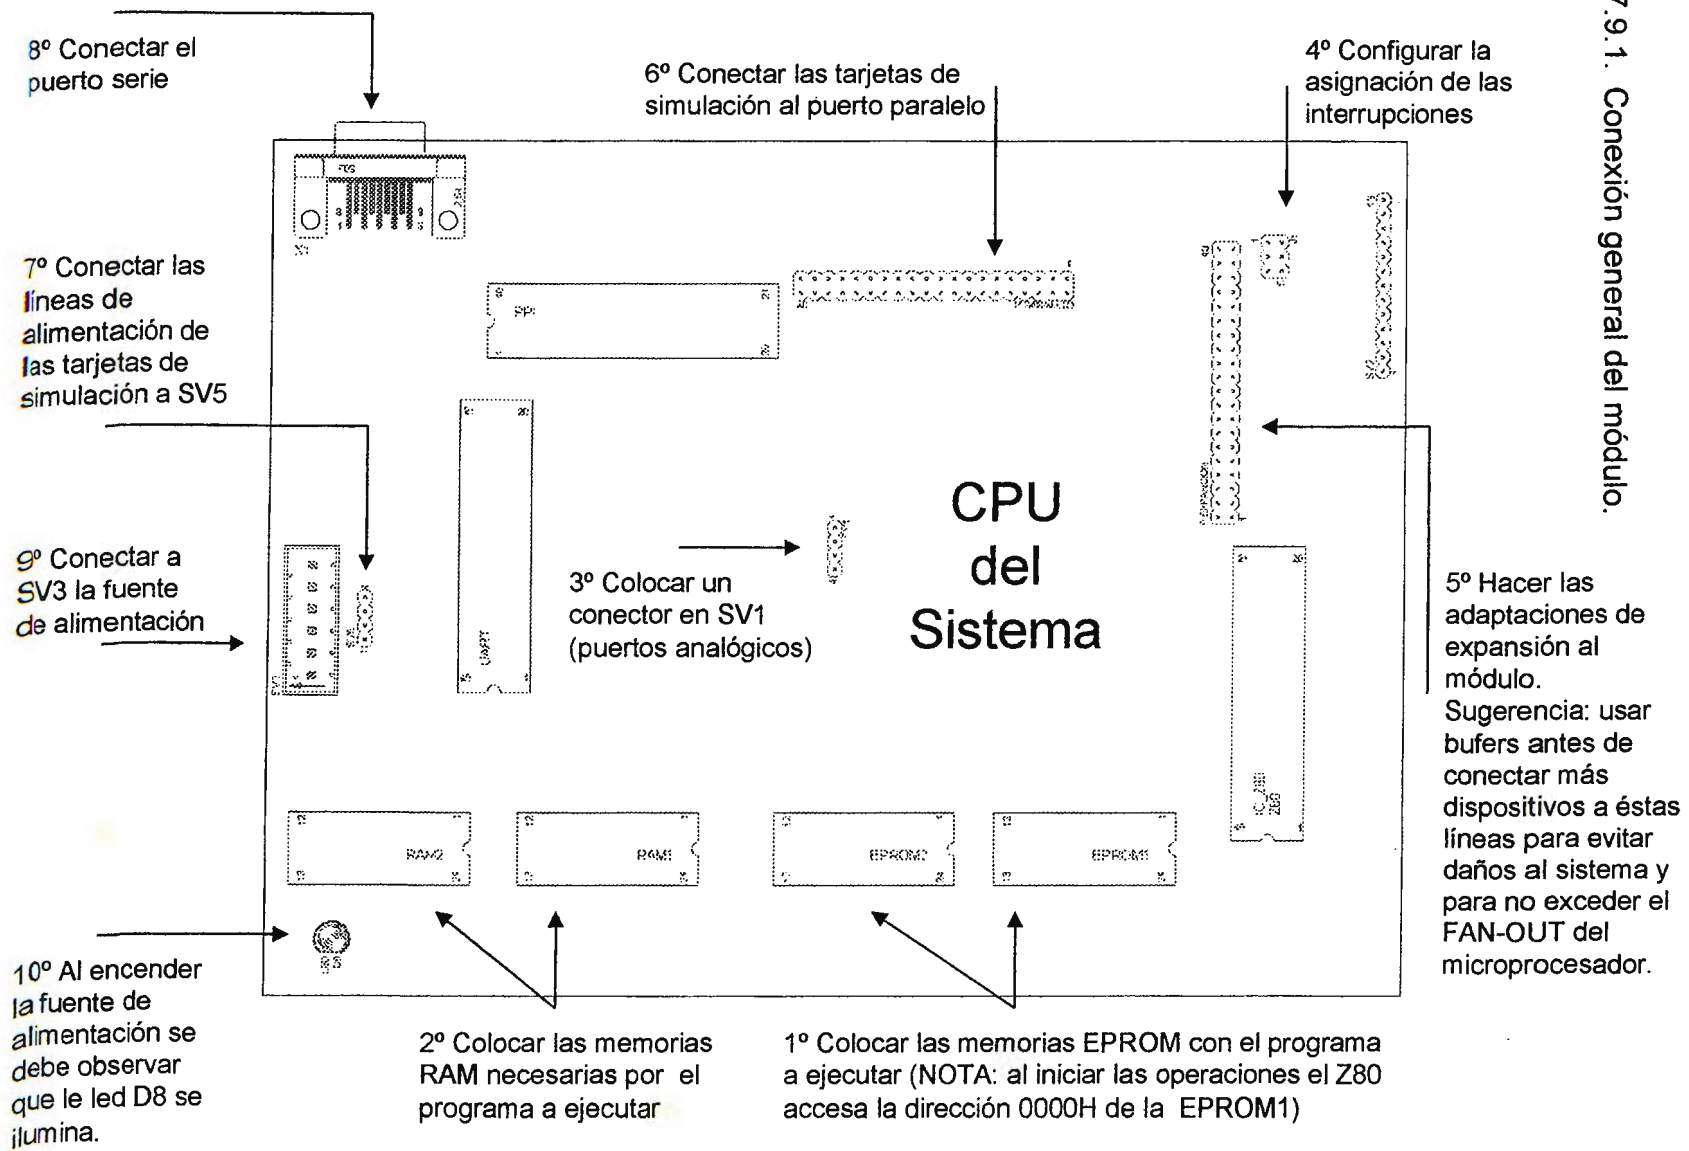 7.9.1. Conexión general del módulo.
8º Conectar el
puerto serie
6º Conectar las tarjetas de
simulación al puerto paralelo
4º Configurar la
asignación de las
interrupciones
7º Conectar las
líneas de
alimentación de
las tarjetas de
simulación a SV5
PPI
CPU
del
Sistema
9º Conectar a
SV3 la fuente
de alimentación
3º Colocar un
conector en SV1
(puertos analógicos)
UART
5º Hacer las
adaptaciones de
expansión al
módulo.
Sugerencia: usar
bufers antes de
conectar más
dispositivos a éstas
líneas para evitar
daños al sistema y
para no exceder el
FAN-OUT del
microprocesador.
Z80
RAM2
RAM1
EPROM2
EPROM1
10º Al encender
la fuente de
alimentación se
debe observar
que le led D8 se
ilumina.
2º Colocar las memorias
RAM necesarias por el
programa a ejecutar
1º Colocar las memorias EPROM con el programa
a ejecutar (NOTA: al iniciar las operaciones el Z80
accesa la dirección 0000H de la EPROM1)